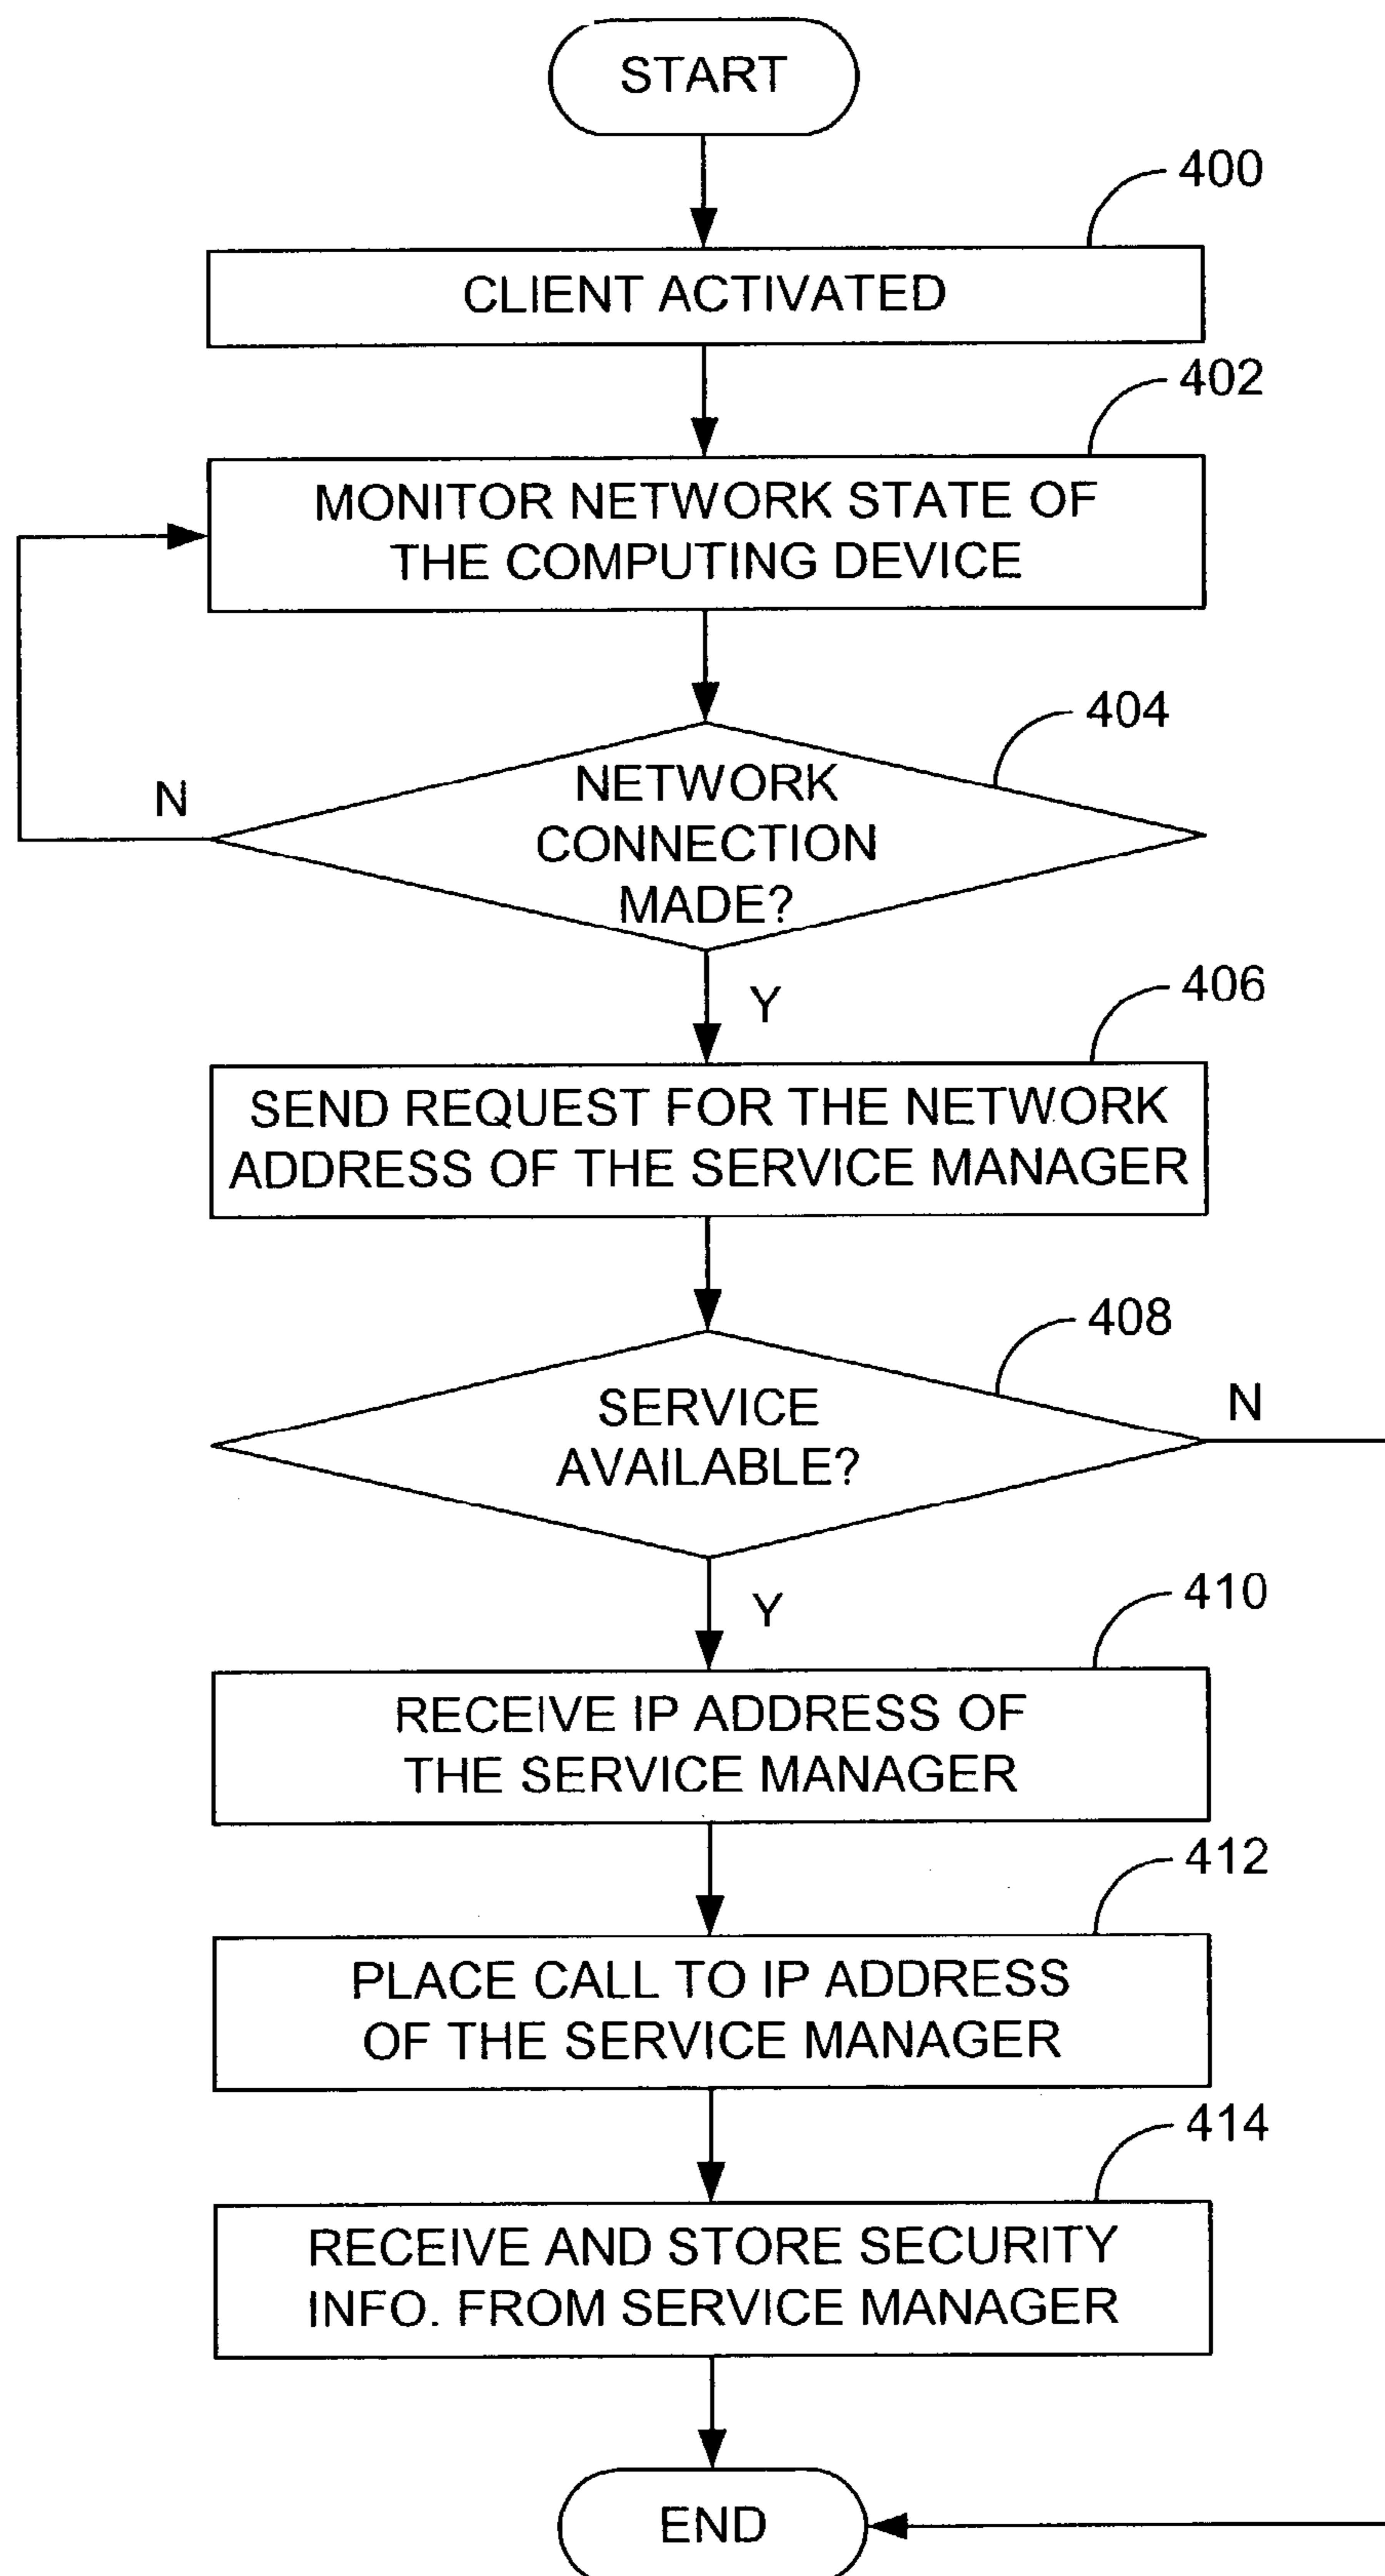 START
400
CLIENT ACTIVATED
402
MONITOR NETWORK STATE OF
THE COMPUTING DEVICE
404
NETWORK
CONNECTION
MADE?
N
Y
406
SEND REQUEST FOR THE NETWORK
ADDRESS OF THE SERVICE MANAGER
408
SERVICE
AVAILABLE?
N
Y
410
RECEIVE IP ADDRESS OF
THE SERVICE MANAGER
412
PLACE CALL TO IP ADDRESS
OF THE SERVICE MANAGER
414
RECEIVE AND STORE SECURITY
INFO. FROM SERVICE MANAGER
END